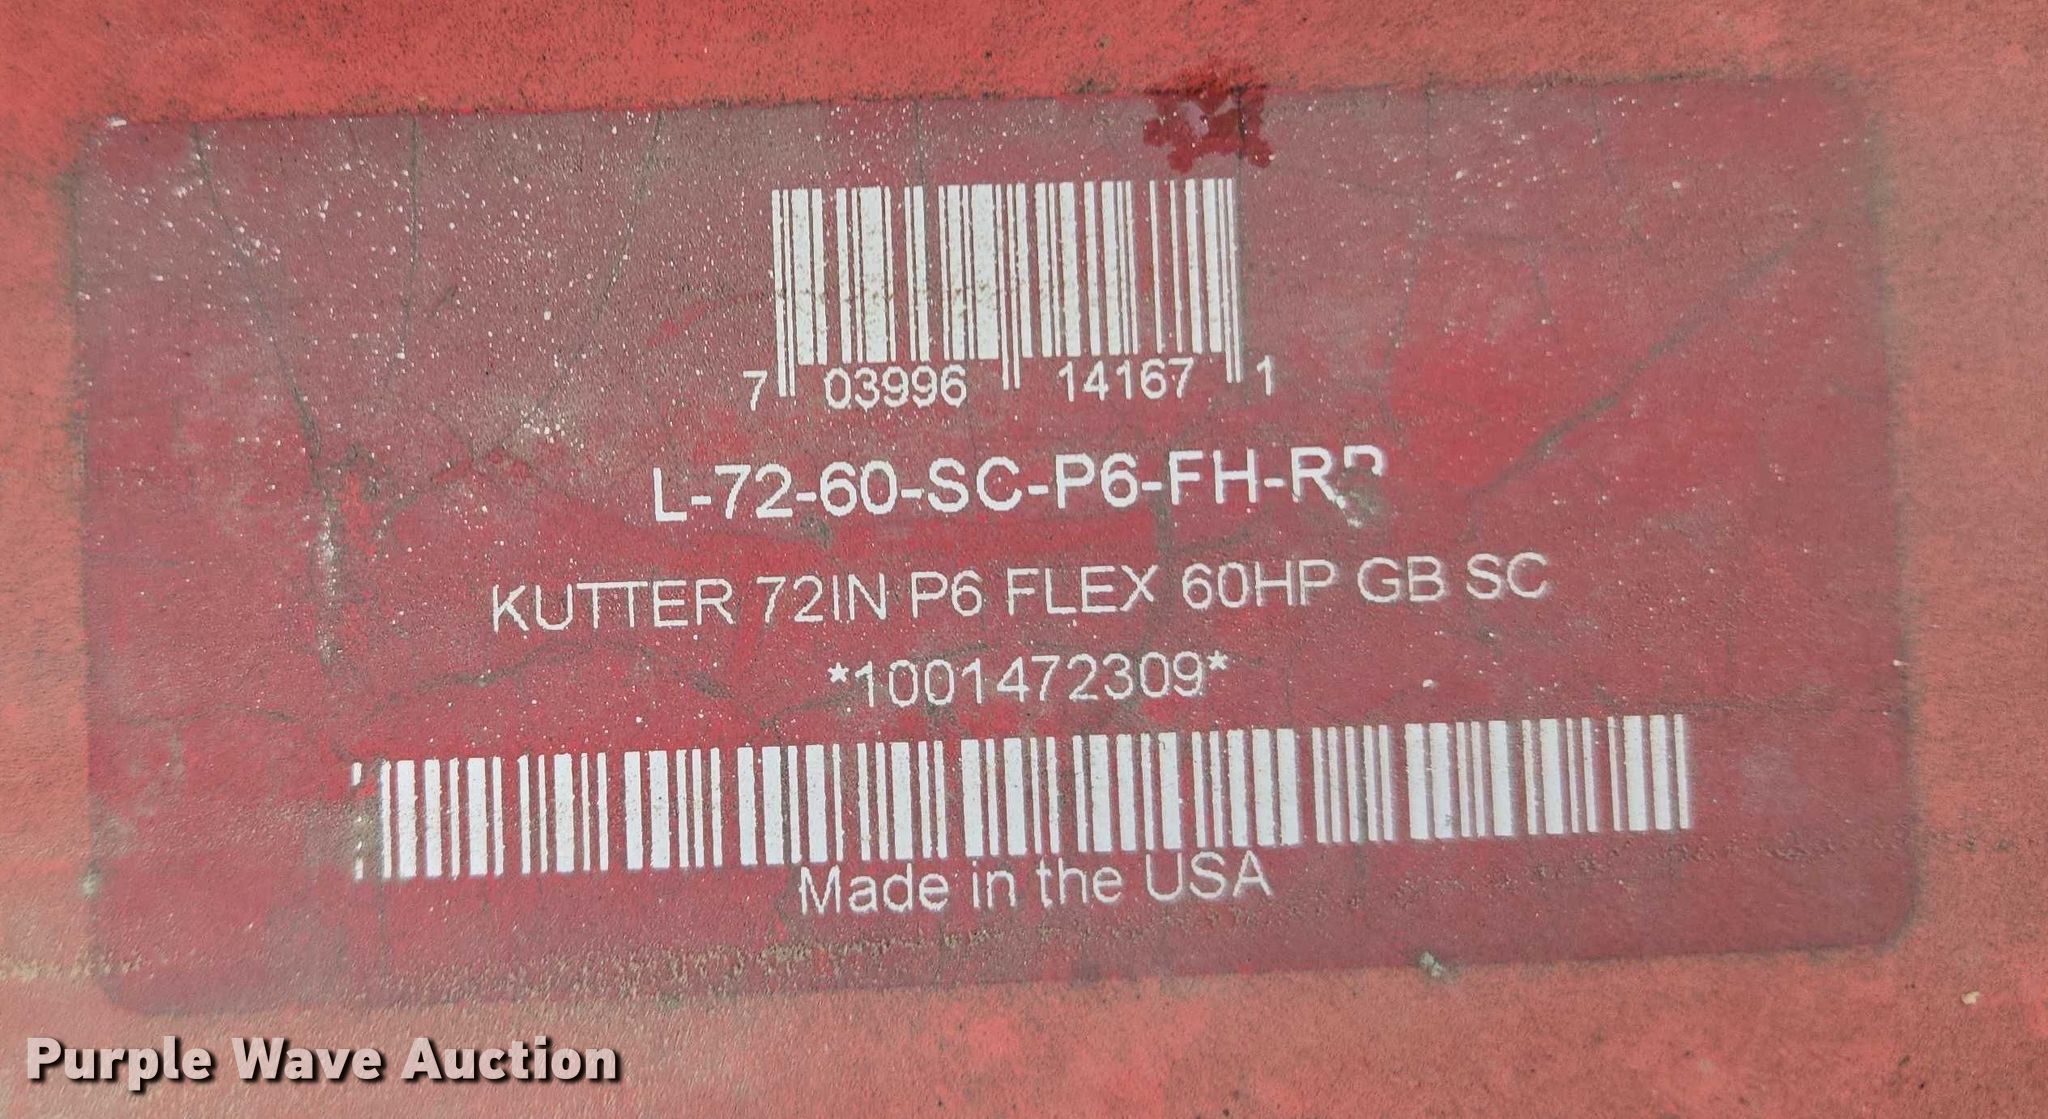 7 03996 14167 1
L-72-60-SC-P6-FH-R
KUTTER 72IN P6 FLEX 60HP GB SC
*1001472309*
Made in the USA
Purple Wave Auction